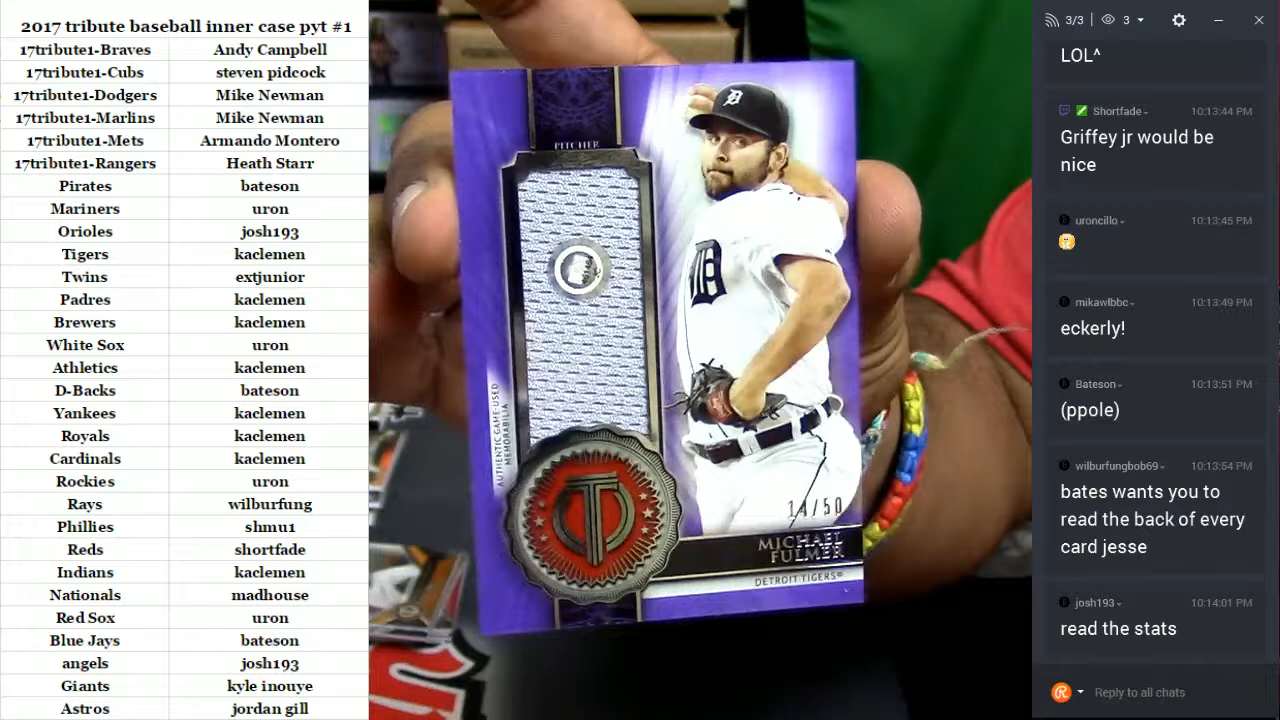 2017 tribute baseball inner case pyt #1
17tribute1-Braves Andy Campbell
17tribute1-Cubs steven pidcock
17tribute1-Dodgers Mike Newman
17tribute1-Marlins Mike Newman
17tribute1-Mets Armando Montero
17tribute1-Rangers Heath Starr
Pirates bateson
Mariners uron
Orioles josh193
Tigers kaclemen
Twins extjunior
Padres kaclemen
Brewers kaclemen
White Sox uron
Athletics kaclemen
D-Backs bateson
Yankees kaclemen
Royals kaclemen
Cardinals kaclemen
Rockies uron
Rays wilburfung
Phillies shmu1
Reds shortfade
Indians kaclemen
Nationals madhouse
Red Sox uron
Blue Jays bateson
angels josh193
Giants kyle inouye
Astros jordan gill
PITCHER
D
D
AUTHENTIC GAME-USED
MEMORABILIA
T
14/50
MICHAEL
FULMER
DETROIT TIGERS®
3/3 3
LOL^
Shortfade 10:13:44 PM
Griffey jr would be
nice
uroncillo 10:13:45 PM
mikawlbbc 10:13:49 PM
eckerly!
Bateson 10:13:51 PM
(ppole)
wilburfungbob69 10:13:54 PM
bates wants you to
read the back of every
card jesse
josh193 10:14:01 PM
read the stats
Reply to all chats